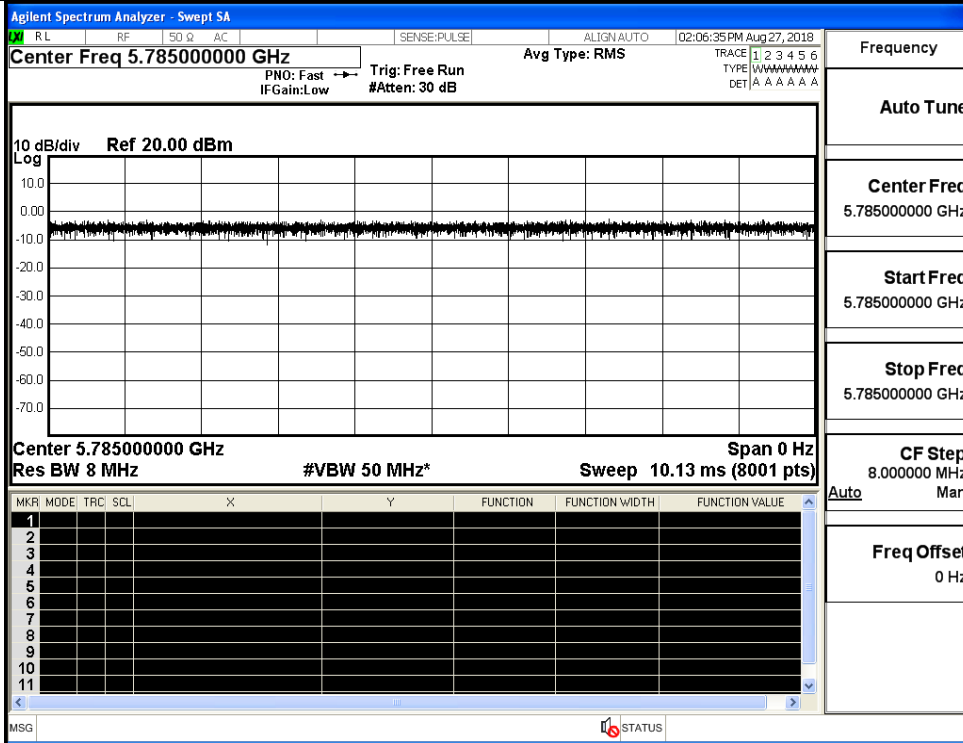 Agilent Spectrum Analyzer - Swept SA
LXI RL RF 50 Ω AC SENSE:PULSE ALIGN AUTO 02:06:35 PM Aug 27, 2018
Center Freq 5.785000000 GHz
PNO: Fast
IFGain:Low
Trig: Free Run
#Atten: 30 dB
Avg Type: RMS
TRACE 1 2 3 4 5 6
TYPE WWWWWW
DET A A A A A A
10 dB/div Ref 20.00 dBm
Log
10.0
0.00
-10.0
-20.0
-30.0
-40.0
-50.0
-60.0
-70.0
Center 5.785000000 GHz Span 0 Hz
Res BW 8 MHz #VBW 50 MHz* Sweep 10.13 ms (8001 pts)
MKR MODE TRC SCL X Y FUNCTION FUNCTION WIDTH FUNCTION VALUE
1
2
3
4
5
6
7
8
9
10
11
MSG STATUS
Frequency
Auto Tune
Center Freq
5.785000000 GHz
Start Freq
5.785000000 GHz
Stop Freq
5.785000000 GHz
CF Step
8.000000 MHz
Auto Man
Freq Offset
0 Hz